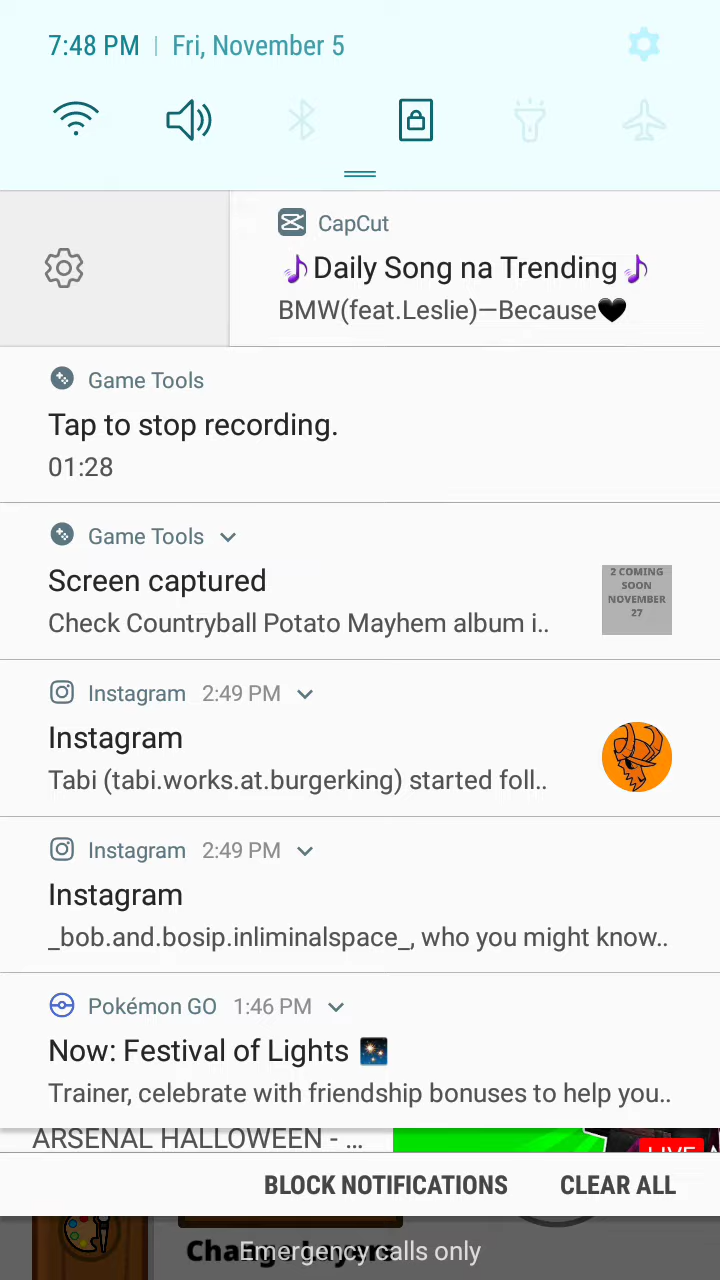 7:48 PM | Fri, November 5
CapCut
🎵Daily Song na Trending🎵
BMW(feat.Leslie)—Because🖤
Game Tools
Tap to stop recording.
01:28
Game Tools
Screen captured
Check Countryball Potato Mayhem album i..
2 COMING
SOON
NOVEMBER
27
Instagram 2:49 PM
Instagram
Tabi (tabi.works.at.burgerking) started foll..
Instagram 2:49 PM
Instagram
_bob.and.bosip.inliminalspace_, who you might know..
Pokémon GO 1:46 PM
Now: Festival of Lights 🎇
Trainer, celebrate with friendship bonuses to help you..
ARSENAL HALLOWEEN - ...
LIVE
BLOCK NOTIFICATIONS CLEAR ALL
Change Layers
Emergency calls only